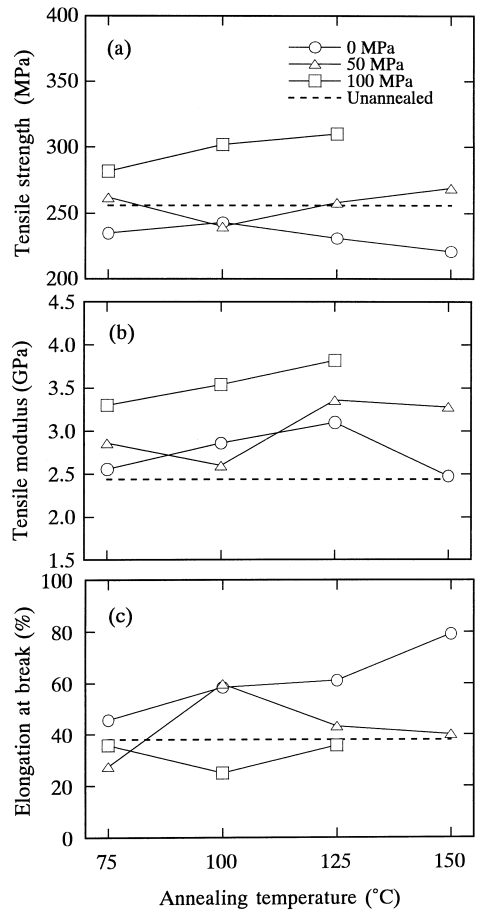 400
350
300
250
200
Tensile strength (MPa)
(a)
0 MPa
50 MPa
100 MPa
Unannealed
4.5
4.0
3.5
3.0
2.5
2.0
1.5
Tensile modulus (GPa)
(b)
100
80
60
40
20
0
Elongation at break (%)
(c)
75 100 125 150
Annealing temperature (°C)